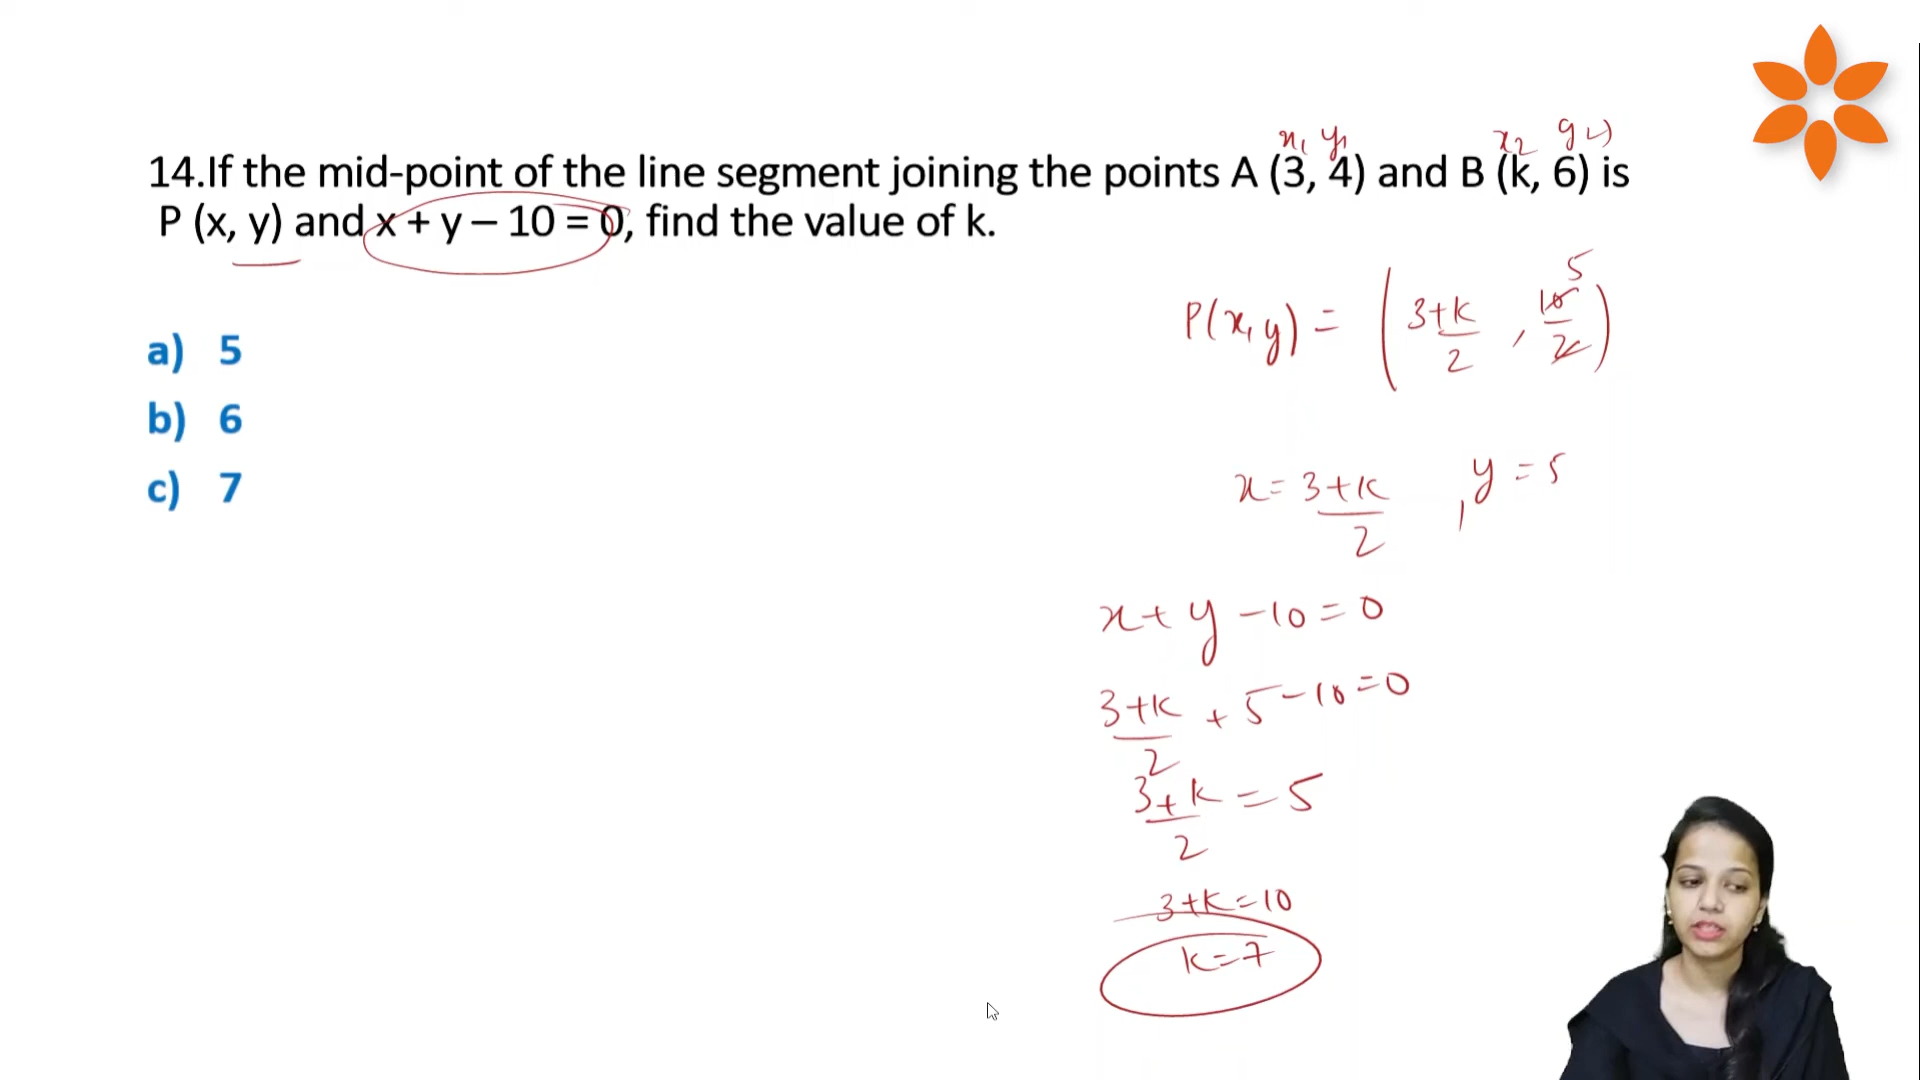 x₁ y₁ x₂ y₂)
14.If the mid-point of the line segment joining the points A (3, 4) and B (k, 6) is
P (x, y) and x + y – 10 = 0, find the value of k.
a) 5
b) 6
c) 7
5
P(x, y) = (3+k/2 , 10/2)
x = 3+k/2 , y = 5
x + y - 10 = 0
3+k/2 + 5 - 10 = 0
3+k/2 = 5
3+k = 10
k = 7